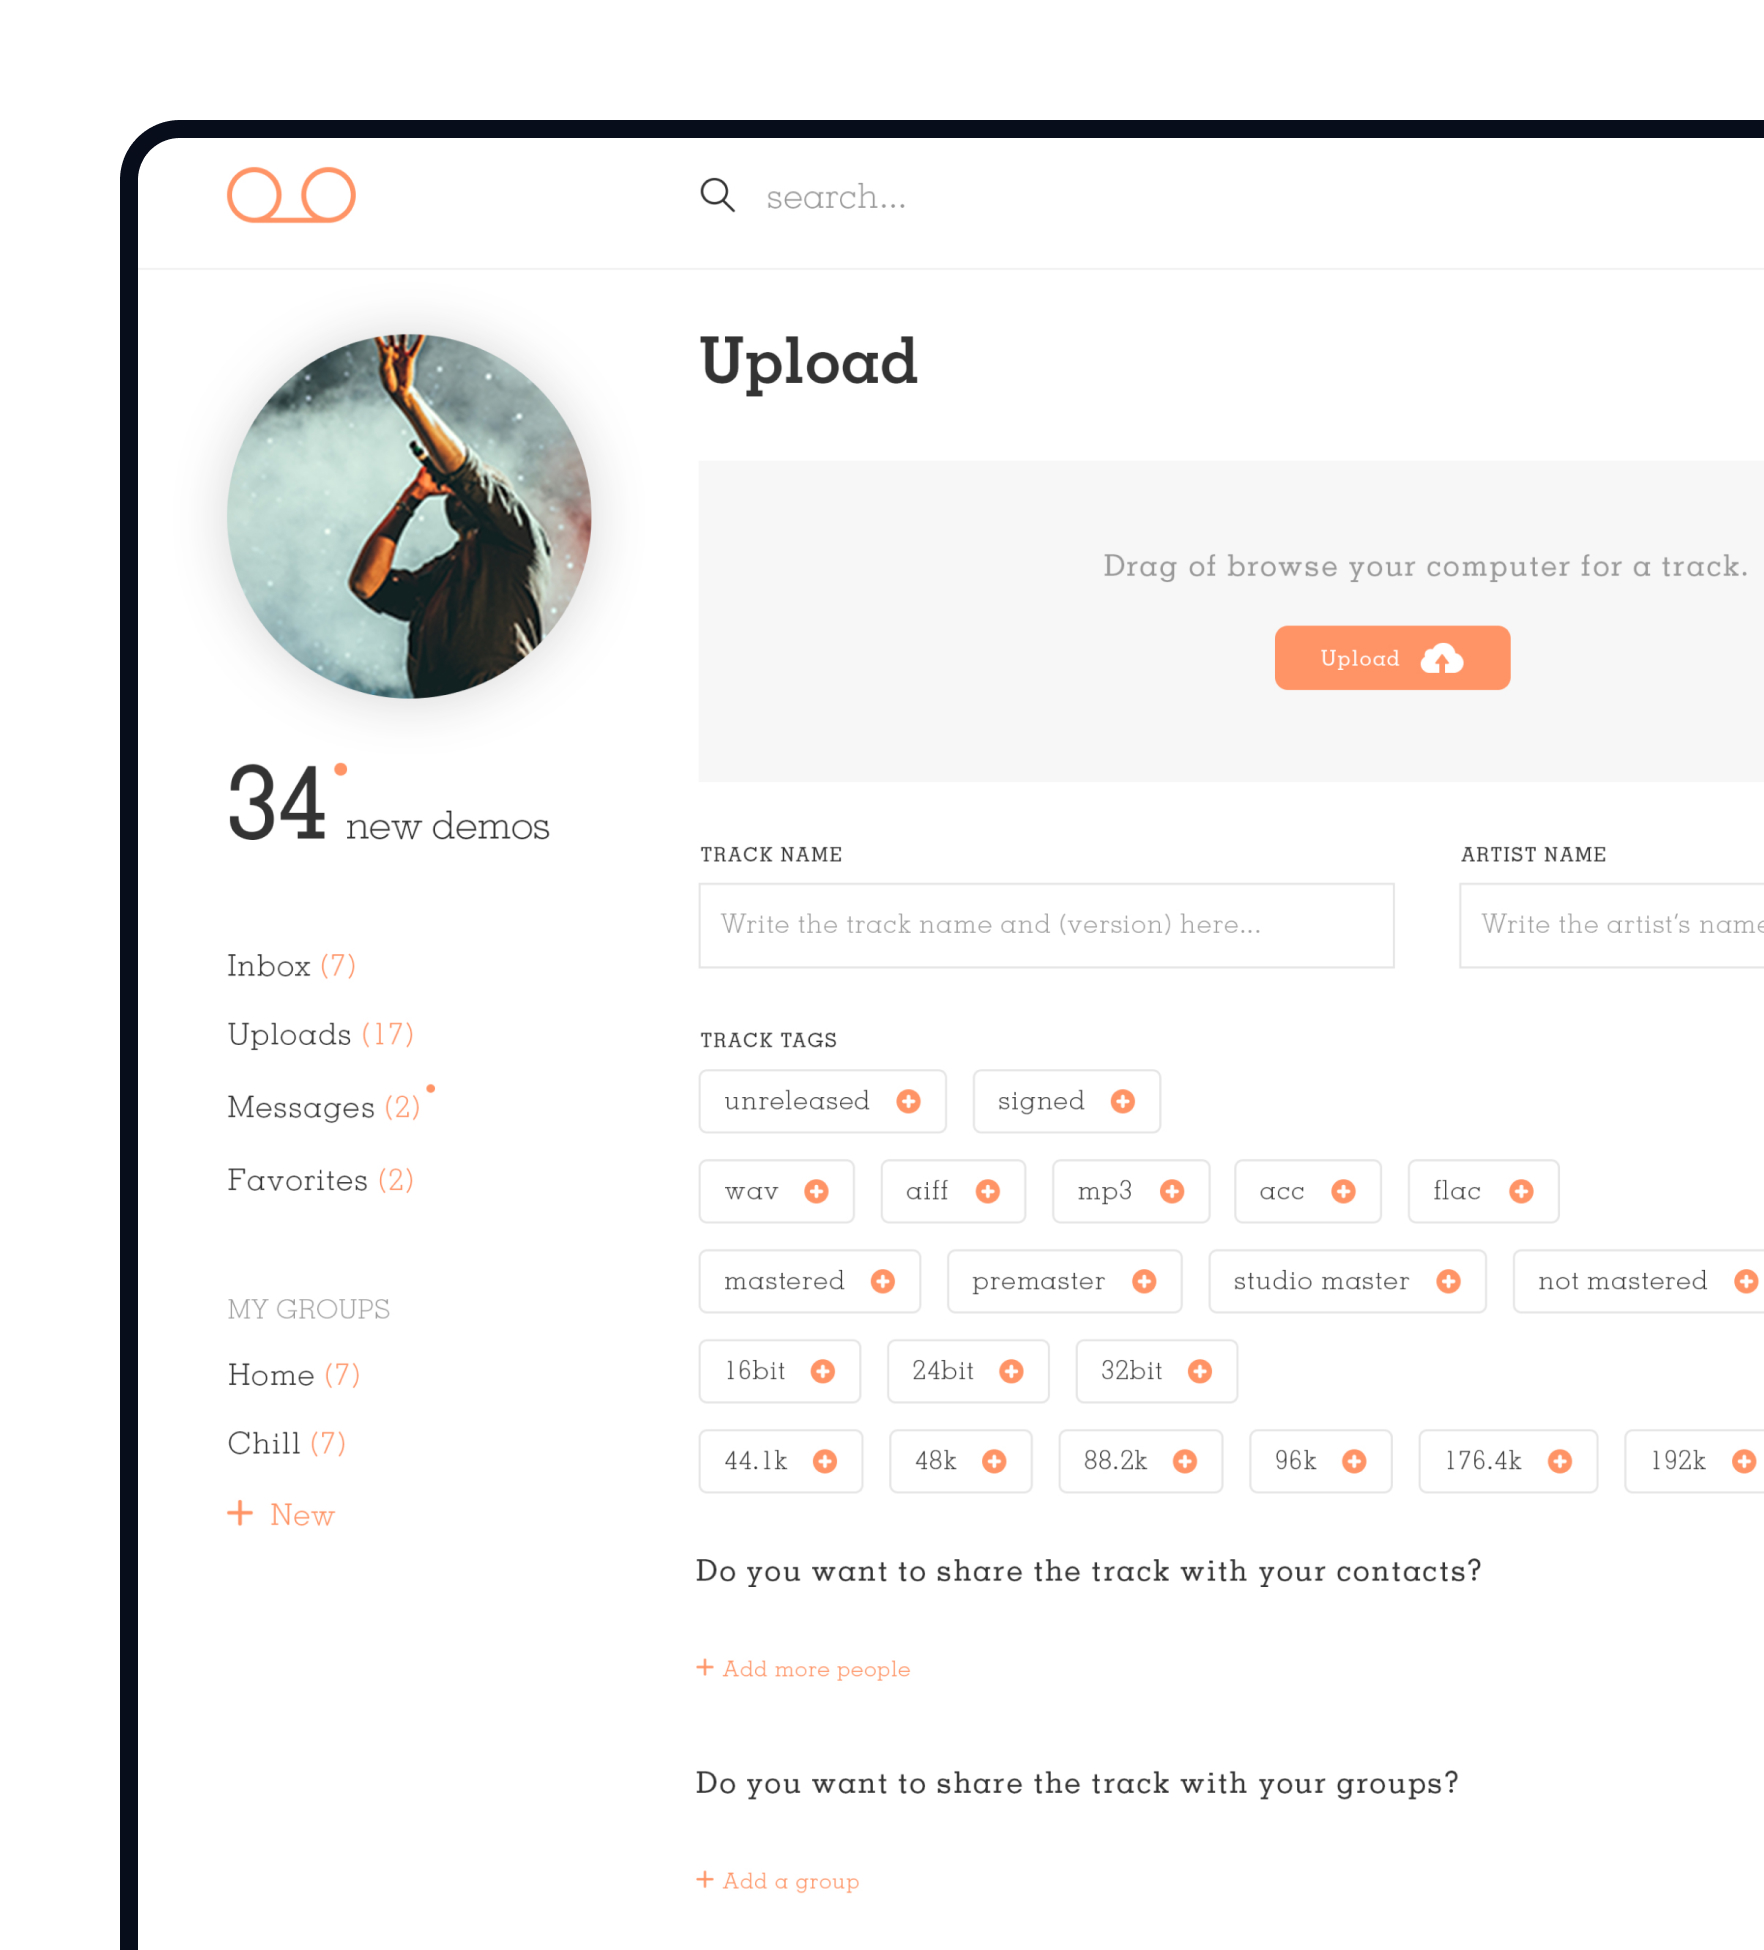 search...
34 new demos
Inbox (7)
Uploads (17)
Messages (2)
Favorites (2)
MY GROUPS
Home (7)
Chill (7)
+ New
Upload
Drag of browse your computer for a track.
Upload
TRACK NAME
Write the track name and (version) here...
ARTIST NAME
Write the artist's name
TRACK TAGS
unreleased signed
wav aiff mp3 acc flac
mastered premaster studio master not mastered
16bit 24bit 32bit
44.1k 48k 88.2k 96k 176.4k 192k
Do you want to share the track with your contacts?
+ Add more people
Do you want to share the track with your groups?
+ Add a group